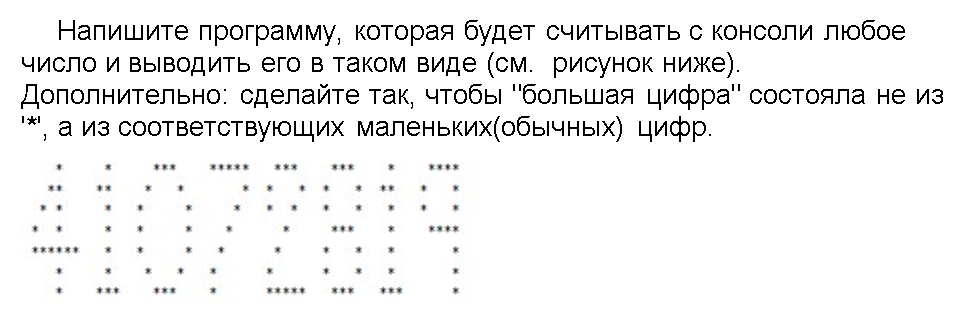 Напишите программу, которая будет считывать с консоли любое
число и выводить его в таком виде (см. рисунок ниже).
Дополнительно: сделайте так, чтобы "большая цифра" состояла не из
'*', а из соответствующих маленьких(обычных) цифр.
41072819